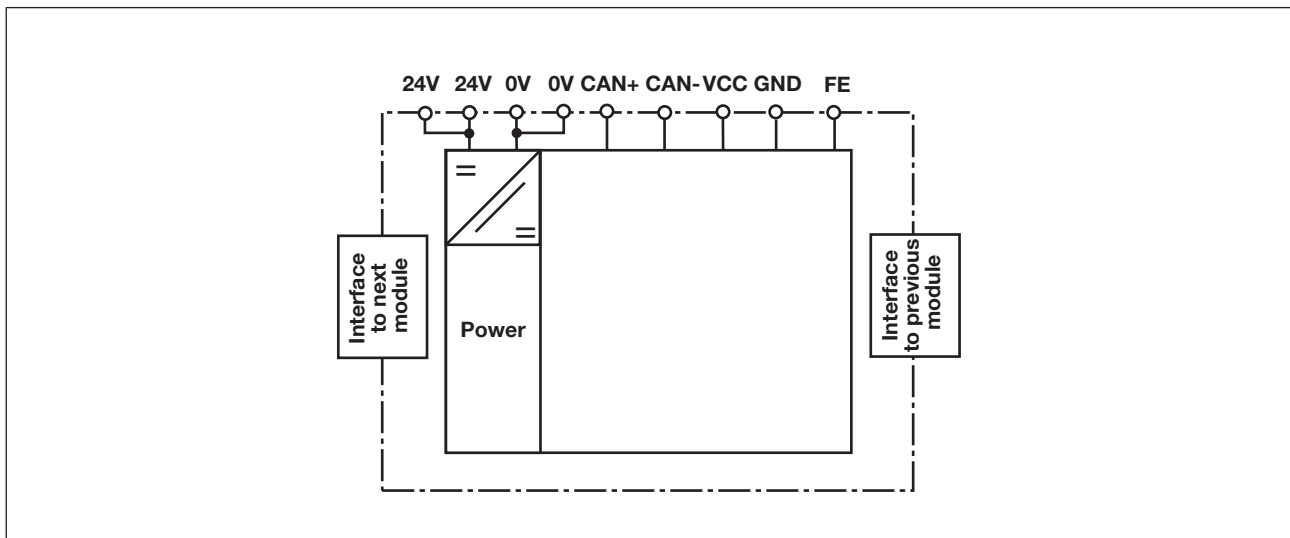 24V 24V 0V 0V CAN+ CAN- VCC GND FE
Interface
to next
module
Power
Interface
to previous
module